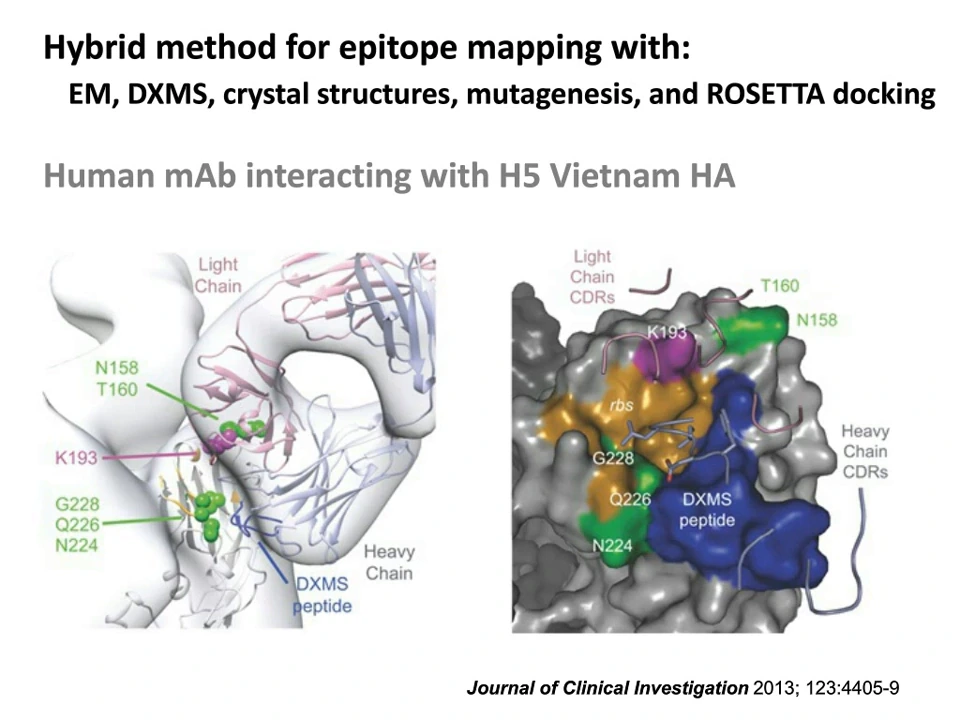 Hybrid method for epitope mapping with:
EM, DXMS, crystal structures, mutagenesis, and ROSETTA docking
Human mAb interacting with H5 Vietnam HA
Light
Chain
N158
T160
K193
G228
Q226
N224
Heavy
Chain
DXMS
peptide
Light
Chain
CDRs
T160
N158
K193
rbs
G228
Q226
N224
DXMS
peptide
Heavy
Chain
CDRs
Journal of Clinical Investigation 2013; 123:4405-9